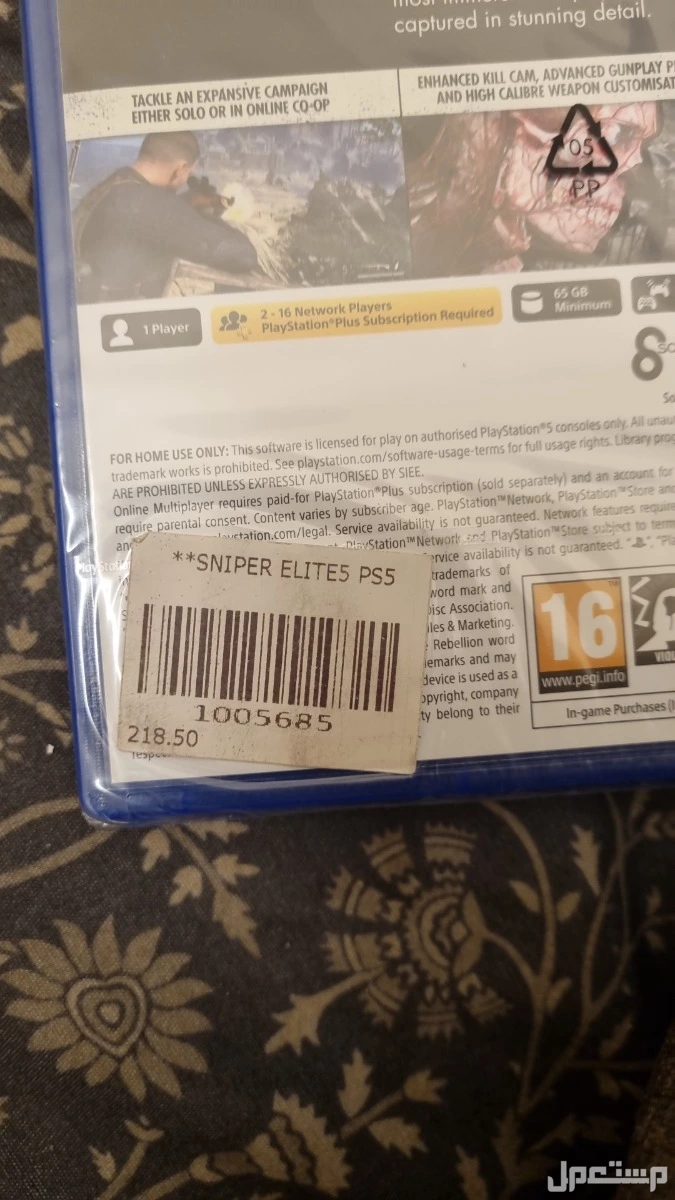 captured in stunning detail.
TACKLE AN EXPANSIVE CAMPAIGN
EITHER SOLO OR IN ONLINE CO-OP
ENHANCED KILL CAM, ADVANCED GUNPLAY
AND HIGH CALIBRE WEAPON
05
PP
1 Player
2 - 16 Network Players
PlayStation®Plus Subscription Required
65 GB
Minimum
FOR HOME USE ONLY: This software is licensed for play on authorised PlayStation®5 consoles only. All
trademark works is prohibited. See playstation.com/software-usage-terms for full usage rights. Library
ARE PROHIBITED UNLESS EXPRESSLY AUTHORISED BY SIEE.
Online Multiplayer requires paid-for PlayStation®Plus subscription (sold separately) and an account for
require parental consent. Content varies by subscriber age. PlayStation™Network, PlayStation™Store
.com/legal. Service availability is not guaranteed. Network features
PlayStation™Network and PlayStation™Store subject to
availability is not guaranteed.
trademarks of
word mark and
Association.
& Marketing.
Rebellion word
and may
device is used as a
company
belong to their
**SNIPER ELITE5 PS5
1005685
218.50
16
www.pegi.info
In-game Purchases
مستعمل